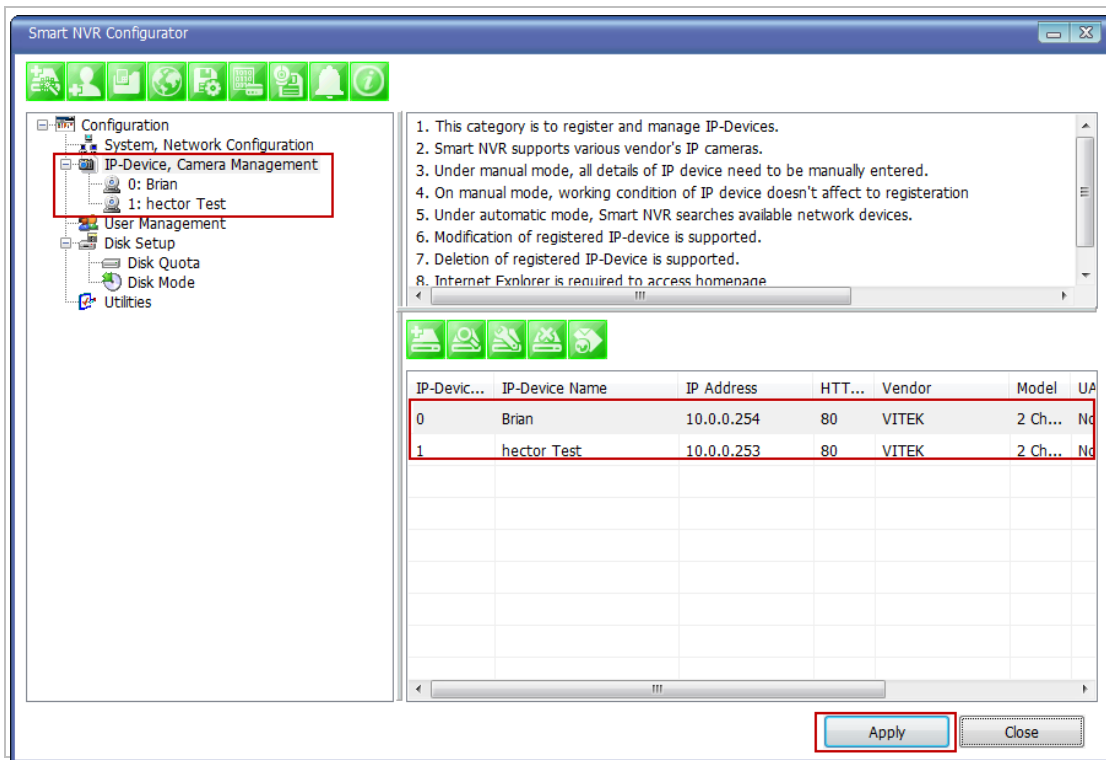 Smart NVR Configurator
Configuration
System, Network Configuration
IP-Device, Camera Management
0: Brian
1: hector Test
User Management
Disk Setup
Disk Quota
Disk Mode
Utilities
1. This category is to register and manage IP-Devices.
2. Smart NVR supports various vendor's IP cameras.
3. Under manual mode, all details of IP device need to be manually entered.
4. On manual mode, working condition of IP device doesn't affect to registeration
5. Under automatic mode, Smart NVR searches available network devices.
6. Modification of registered IP-device is supported.
7. Deletion of registered IP-Device is supported.
8. Internet Explorer is required to access homepage
IP-Devic... IP-Device Name IP Address HTT... Vendor Model UA
0 Brian 10.0.0.254 80 VITEK 2 Ch... No
1 hector Test 10.0.0.253 80 VITEK 2 Ch... No
Apply Close